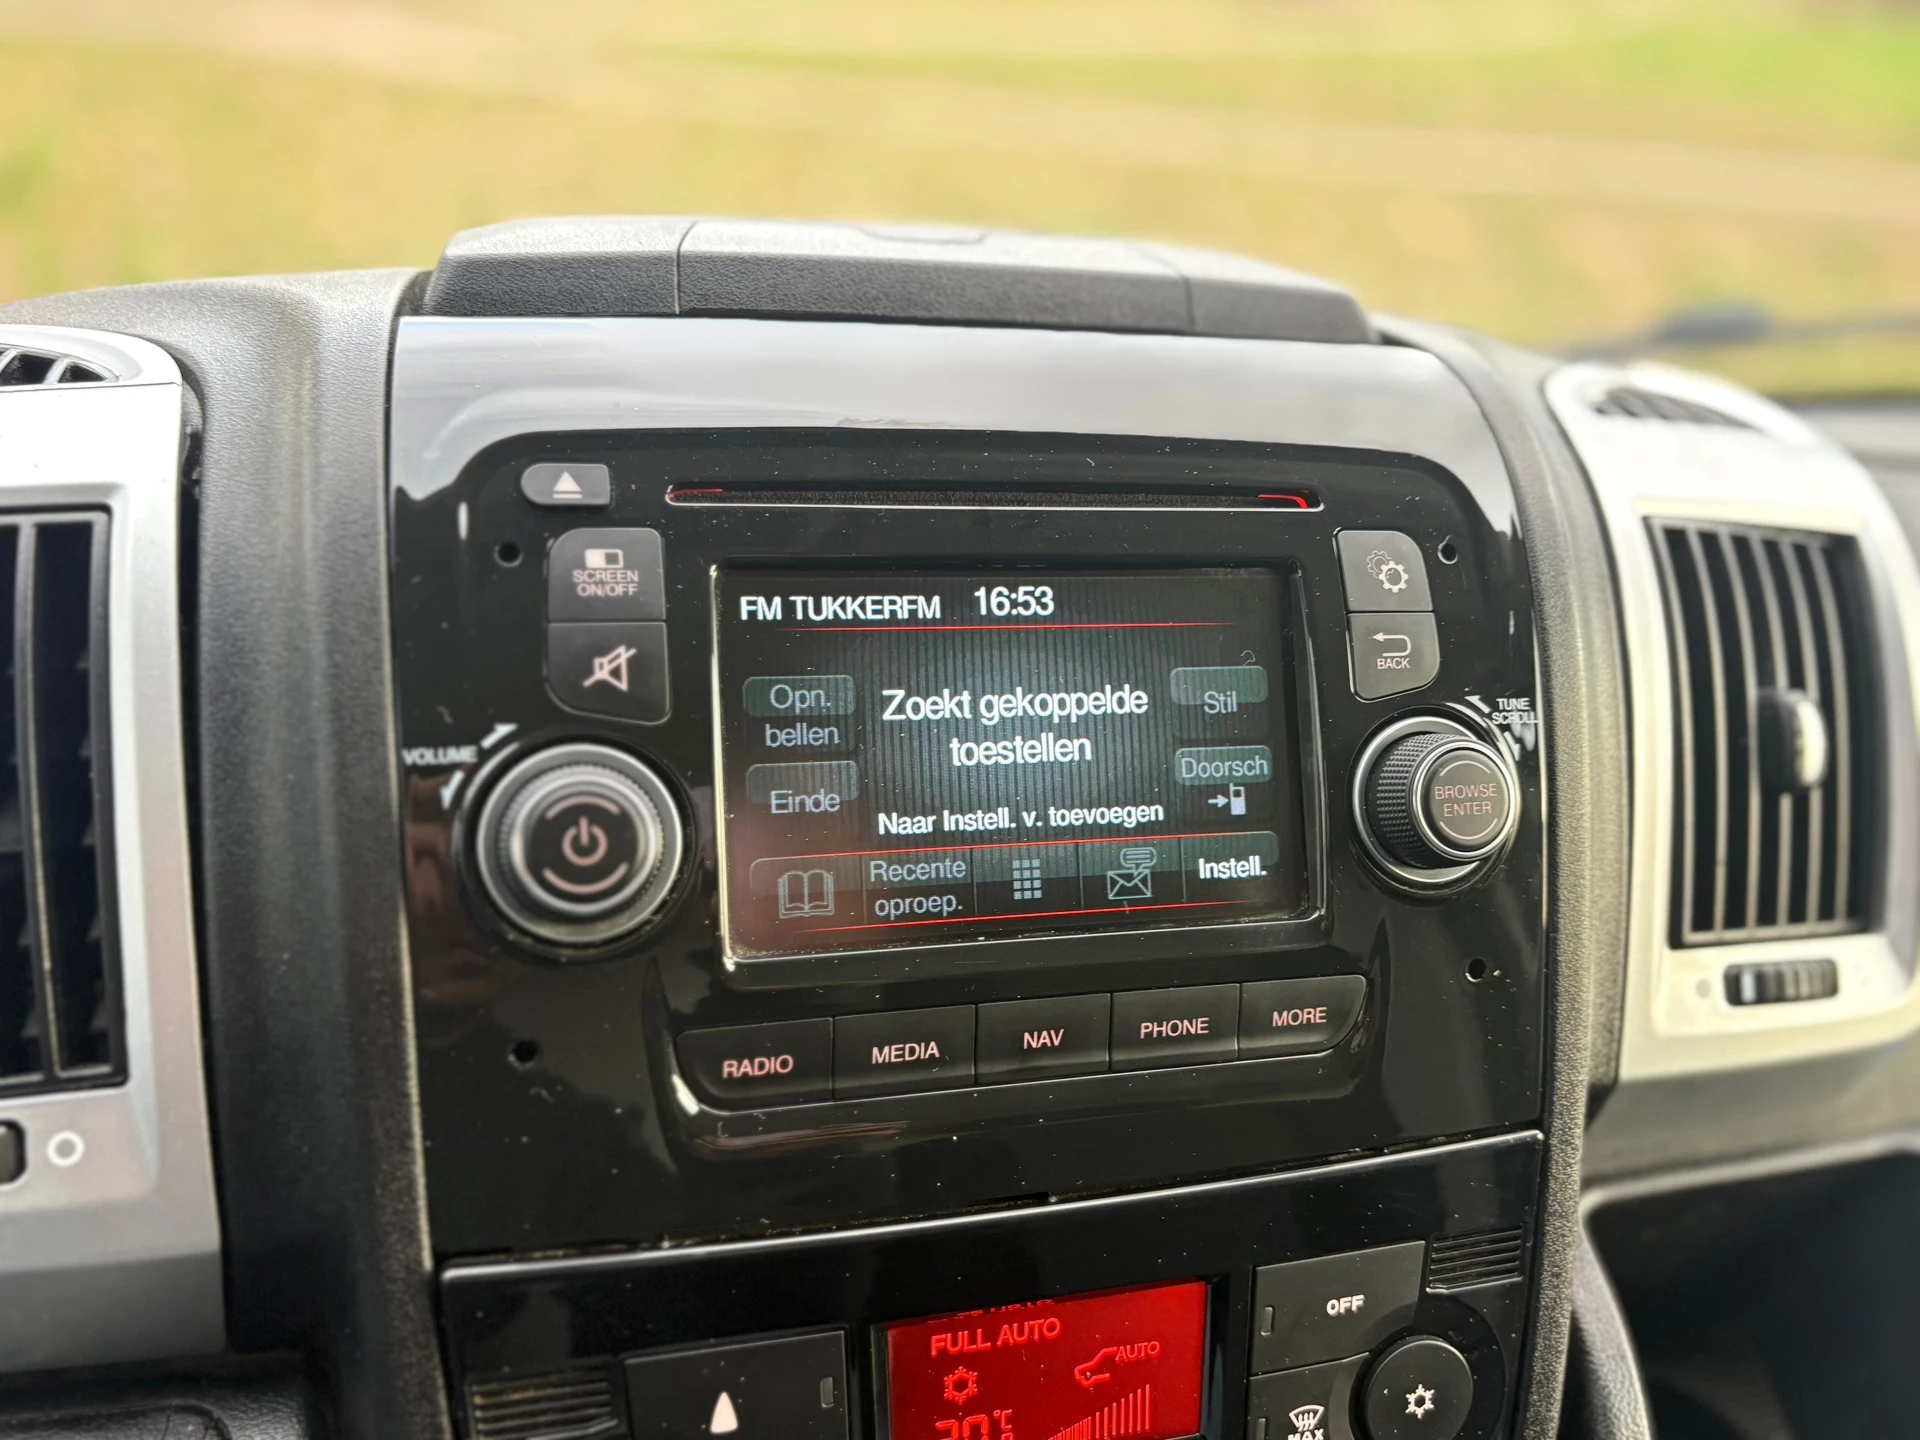 SCREEN
ON/OFF
BACK
VOLUME
TUNE
SCROLL
BROWSE
ENTER
FM TUKKERFM 16:53
Opn.
bellen
Zoekt gekoppelde
toestellen
Stil
Einde
Doorsch
Naar Instell. v. toevoegen
Recente
oproep.
Instell.
RADIO
MEDIA
NAV
PHONE
MORE
FULL AUTO
AUTO
°C
OFF
MAX